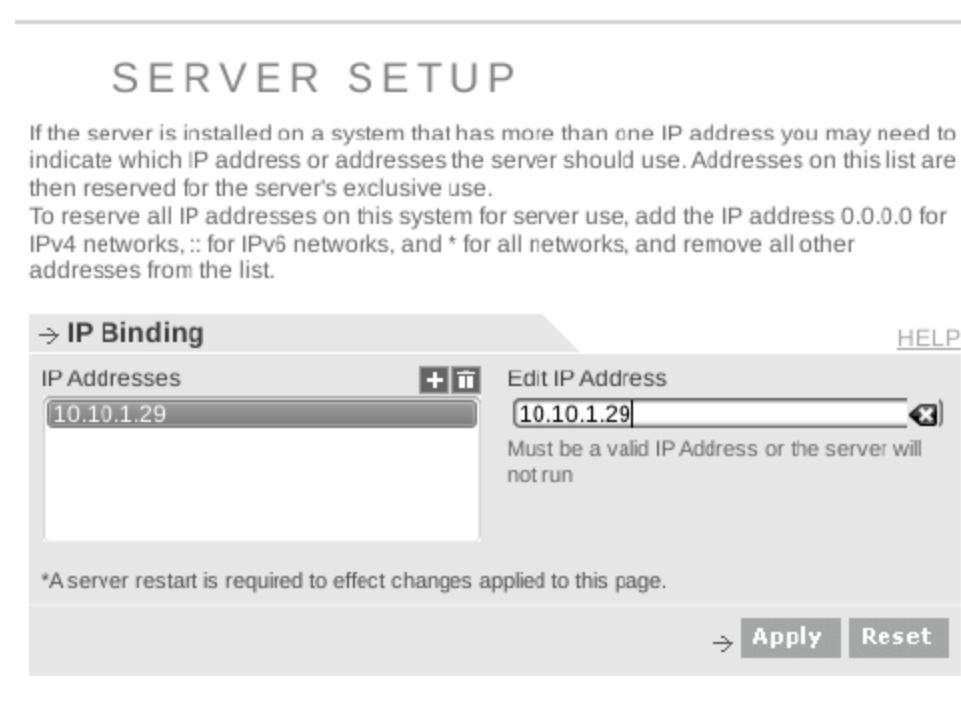 SERVER SETUP
If the server is installed on a system that has more than one IP address you may need to
indicate which IP address or addresses the server should use. Addresses on this list are
then reserved for the server's exclusive use.
To reserve all IP addresses on this system for server use, add the IP address 0.0.0.0 for
IPv4 networks, :: for IPv6 networks, and * for all networks, and remove all other
addresses from the list.
IP Binding
HELP
IP Addresses
Edit IP Address
10.10.1.29
10.10.1.29
Must be a valid IP Address or the server will
not run
*A server restart is required to effect changes applied to this page.
Apply
Reset